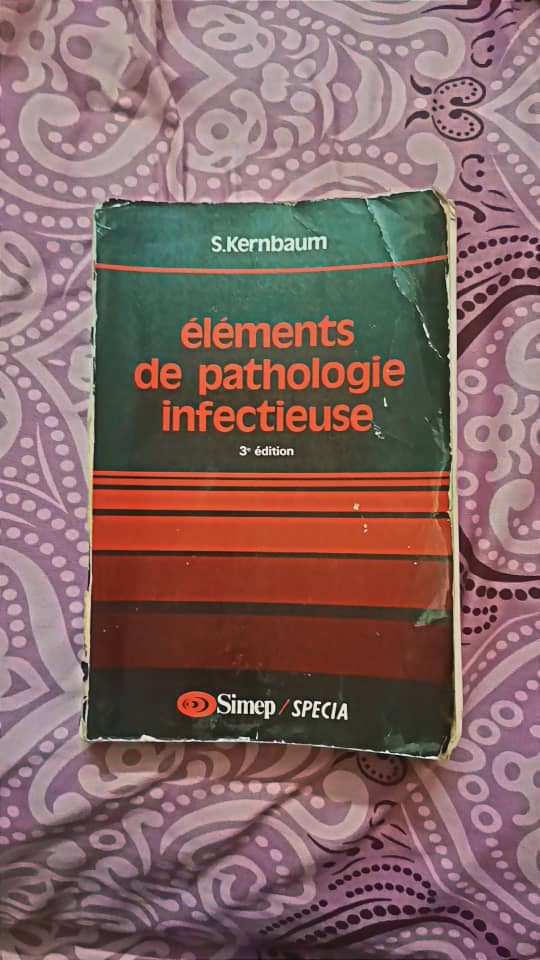 S.Kernbaum
éléments
de pathologie
infectieuse
3e édition
Simep / SPECIA